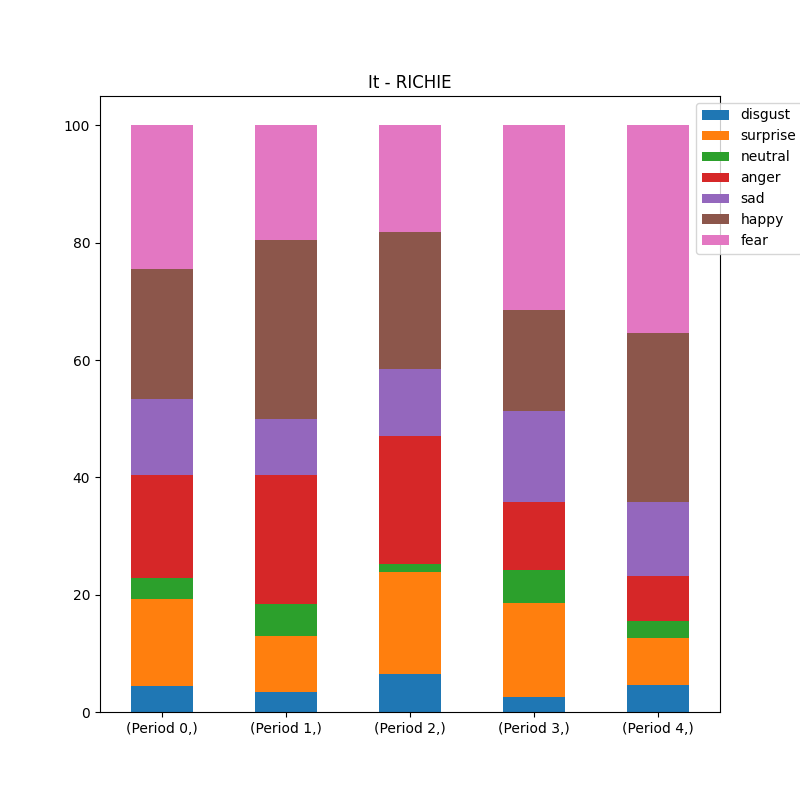 It - RICHIE
100
80
60
40
20
0
disgust
surprise
neutral
anger
sad
happy
fear
(Period 0,) (Period 1,) (Period 2,) (Period 3,) (Period 4,)